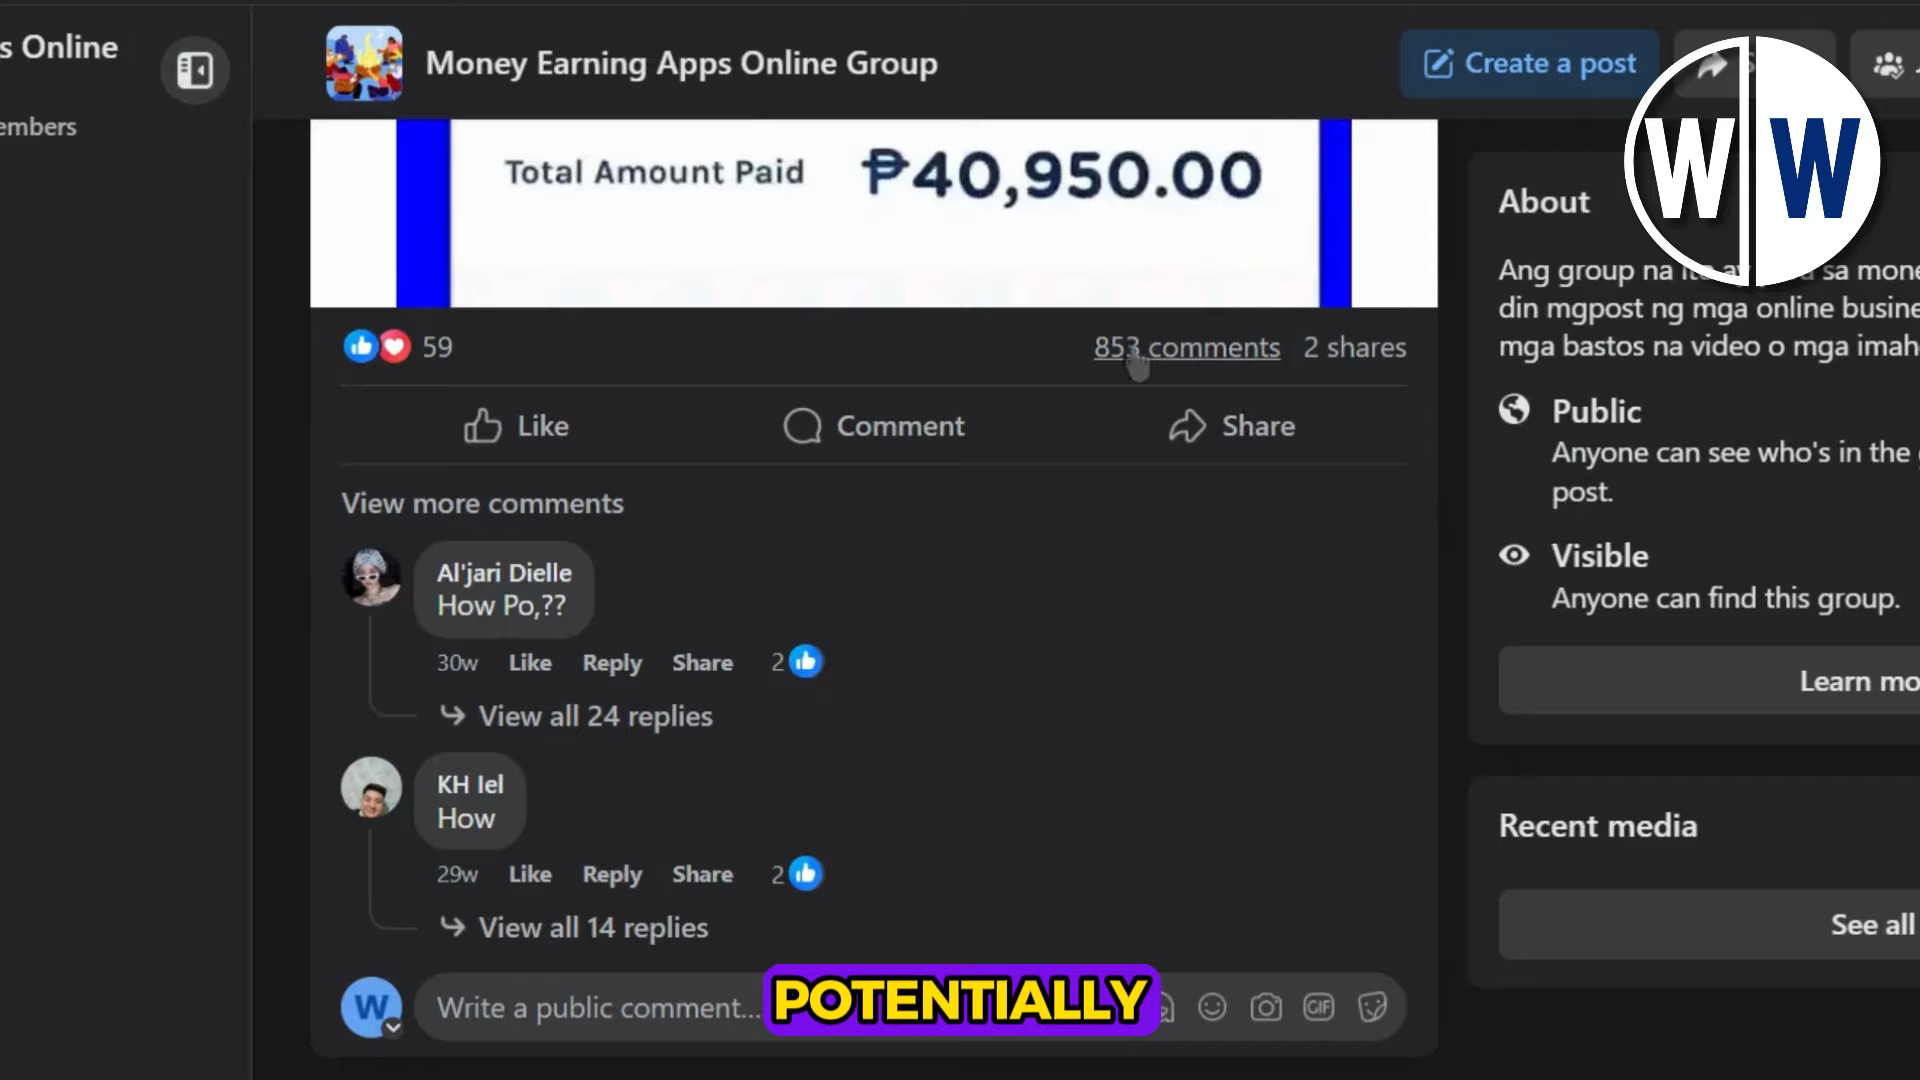 s Online
embers
Money Earning Apps Online Group
Create a post
W W
Total Amount Paid ₱40,950.00
59
853 comments 2 shares
Like Comment Share
View more comments
Al'jari Dielle
How Po,??
30w Like Reply Share 2
View all 24 replies
KH Iel
How
29w Like Reply Share 2
View all 14 replies
W
Write a public comment...
GIF
POTENTIALLY
About
Ang group na sa mone
din mgpost ng mga online busine
mga bastos na video o mga imah
Public
Anyone can see who's in the
post.
Visible
Anyone can find this group.
Learn mo
Recent media
See all